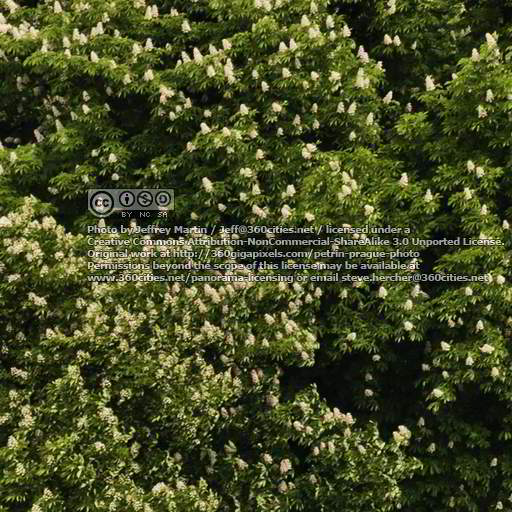 cc
BY NC SA
Photo by Jeffrey Martin / Jeff@360cities.net/ licensed under a
Creative Commons Attribution-NonCommercial-ShareAlike 3.0 Unported License.
Original work at http://360gigapixels.com/petrin-prague-photo
Permissions beyond the scope of this license may be available at
www.360cities.net/panorama-licensing or email steve.hercher@360cities.net